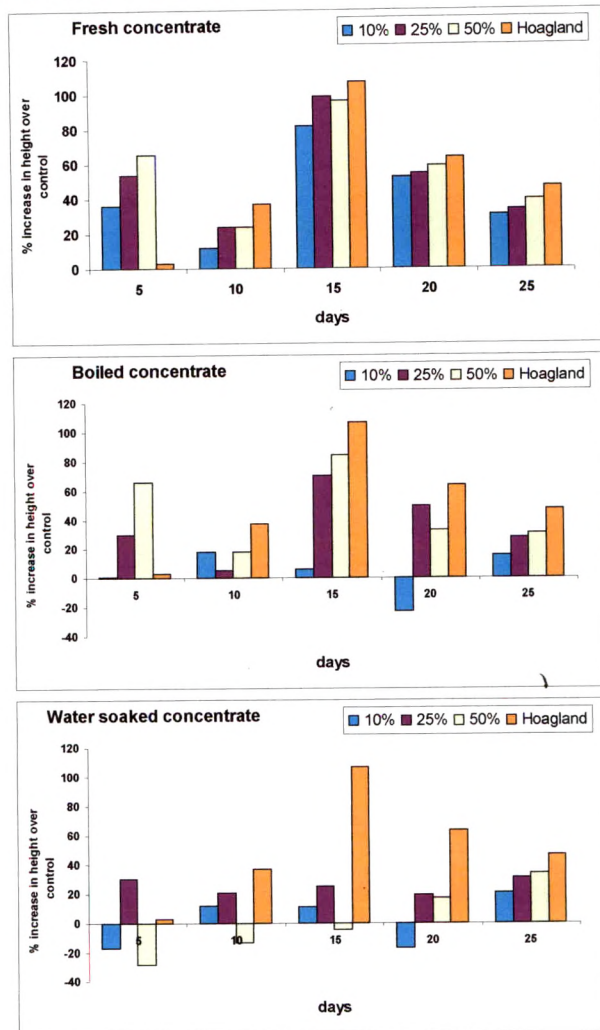 Fresh concentrate
10% 25% 50% Hoagland
120
100
80
60
40
20
0
% increase in height over
control
5 10 15 20 25
days
Boiled concentrate
10% 25% 50% Hoagland
120
100
80
60
40
20
0
-20
-40
% increase in height over
control
5 10 15 20 25
days
Water soaked concentrate
10% 25% 50% Hoagland
120
100
80
60
40
20
0
-20
-40
% increase in height over
control
5 10 15 20 25
days